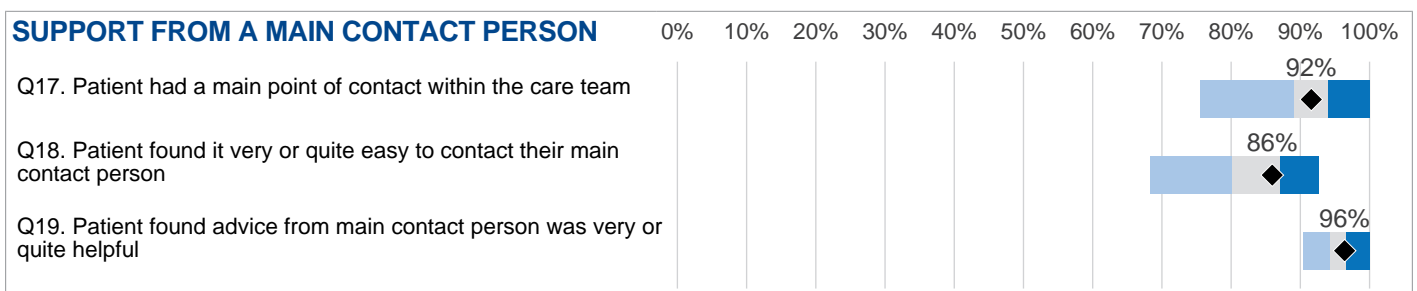 SUPPORT FROM A MAIN CONTACT PERSON 0% 10% 20% 30% 40% 50% 60% 70% 80% 90% 100%
92%
Q17. Patient had a main point of contact within the care team
86%
Q18. Patient found it very or quite easy to contact their main
contact person
96%
Q19. Patient found advice from main contact person was very or
quite helpful